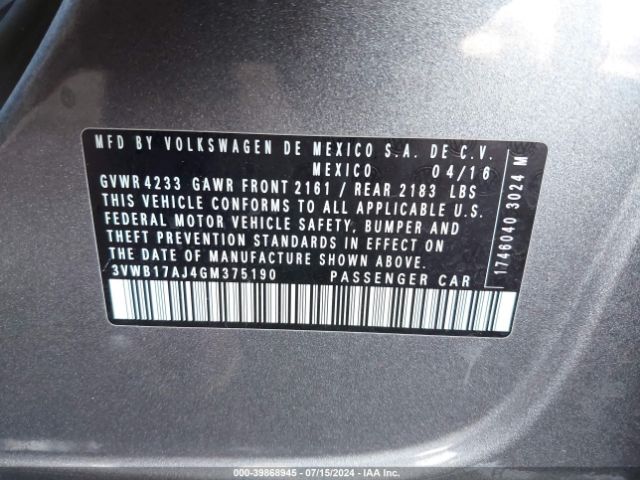 MFD BY VOLKSWAGEN DE MEXICO S.A. DE C.V.
MEXICO 04/16
GVWR 4233 GAWR FRONT 2161 / REAR 2183 LBS
THIS VEHICLE CONFORMS TO ALL APPLICABLE U.S.
FEDERAL MOTOR VEHICLE SAFETY, BUMPER AND
THEFT PREVENTION STANDARDS IN EFFECT ON
THE DATE OF MANUFACTURE SHOWN ABOVE.
3VWB17AJ4GM375190 PASSENGER CAR
1746040 3024 M
000-39868945 - 07/15/2024 - IAA Inc.